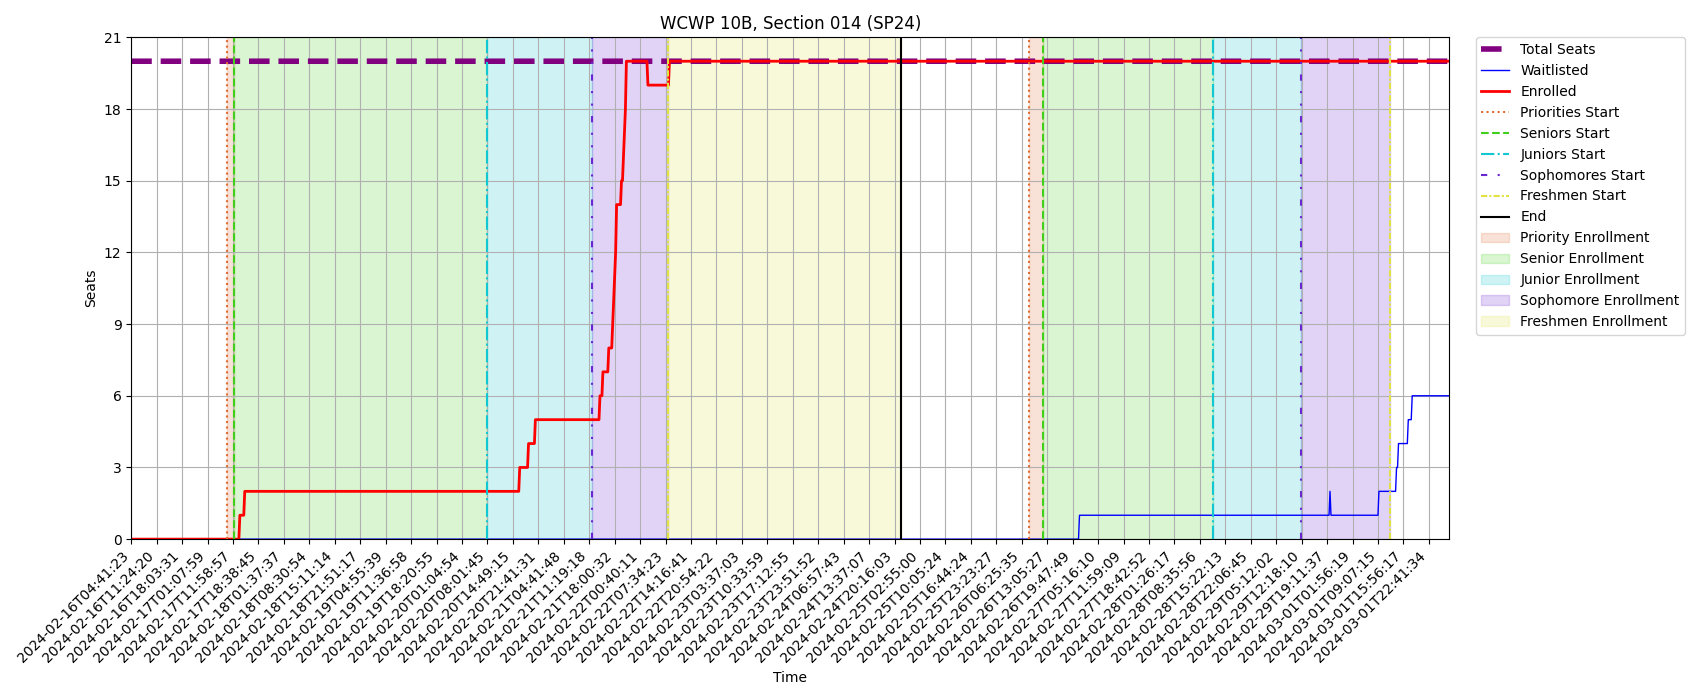 WCWP 10B, Section 014 (SP24)
21
18
15
12
9
6
3
0
Seats
2024-02-16T04:41:23
2024-02-16T11:24:20
2024-02-16T18:03:31
2024-02-17T01:07:59
2024-02-17T11:58:57
2024-02-17T18:38:45
2024-02-18T01:37:37
2024-02-18T08:30:54
2024-02-18T15:11:14
2024-02-18T21:51:17
2024-02-19T04:55:39
2024-02-19T11:36:58
2024-02-19T18:20:55
2024-02-20T01:04:54
2024-02-20T08:01:45
2024-02-20T14:49:15
2024-02-20T21:41:31
2024-02-21T04:41:48
2024-02-21T11:19:18
2024-02-21T18:00:32
2024-02-22T00:40:11
2024-02-22T07:34:23
2024-02-22T14:16:41
2024-02-22T20:54:22
2024-02-23T03:37:03
2024-02-23T10:33:59
2024-02-23T17:12:55
2024-02-23T23:51:52
2024-02-24T06:57:43
2024-02-24T13:37:07
2024-02-24T20:16:03
2024-02-25T02:55:00
2024-02-25T10:05:24
2024-02-25T16:44:24
2024-02-25T23:23:27
2024-02-26T06:25:35
2024-02-26T13:05:27
2024-02-26T19:47:49
2024-02-27T05:16:10
2024-02-27T11:59:09
2024-02-27T18:42:52
2024-02-28T01:26:17
2024-02-28T08:35:56
2024-02-28T15:22:13
2024-02-28T22:06:45
2024-02-29T05:12:02
2024-02-29T12:18:10
2024-02-29T19:11:37
2024-03-01T01:56:19
2024-03-01T09:07:15
2024-03-01T15:56:17
2024-03-01T22:41:34
Time
Total Seats
Waitlisted
Enrolled
Priorities Start
Seniors Start
Juniors Start
Sophomores Start
Freshmen Start
End
Priority Enrollment
Senior Enrollment
Junior Enrollment
Sophomore Enrollment
Freshmen Enrollment